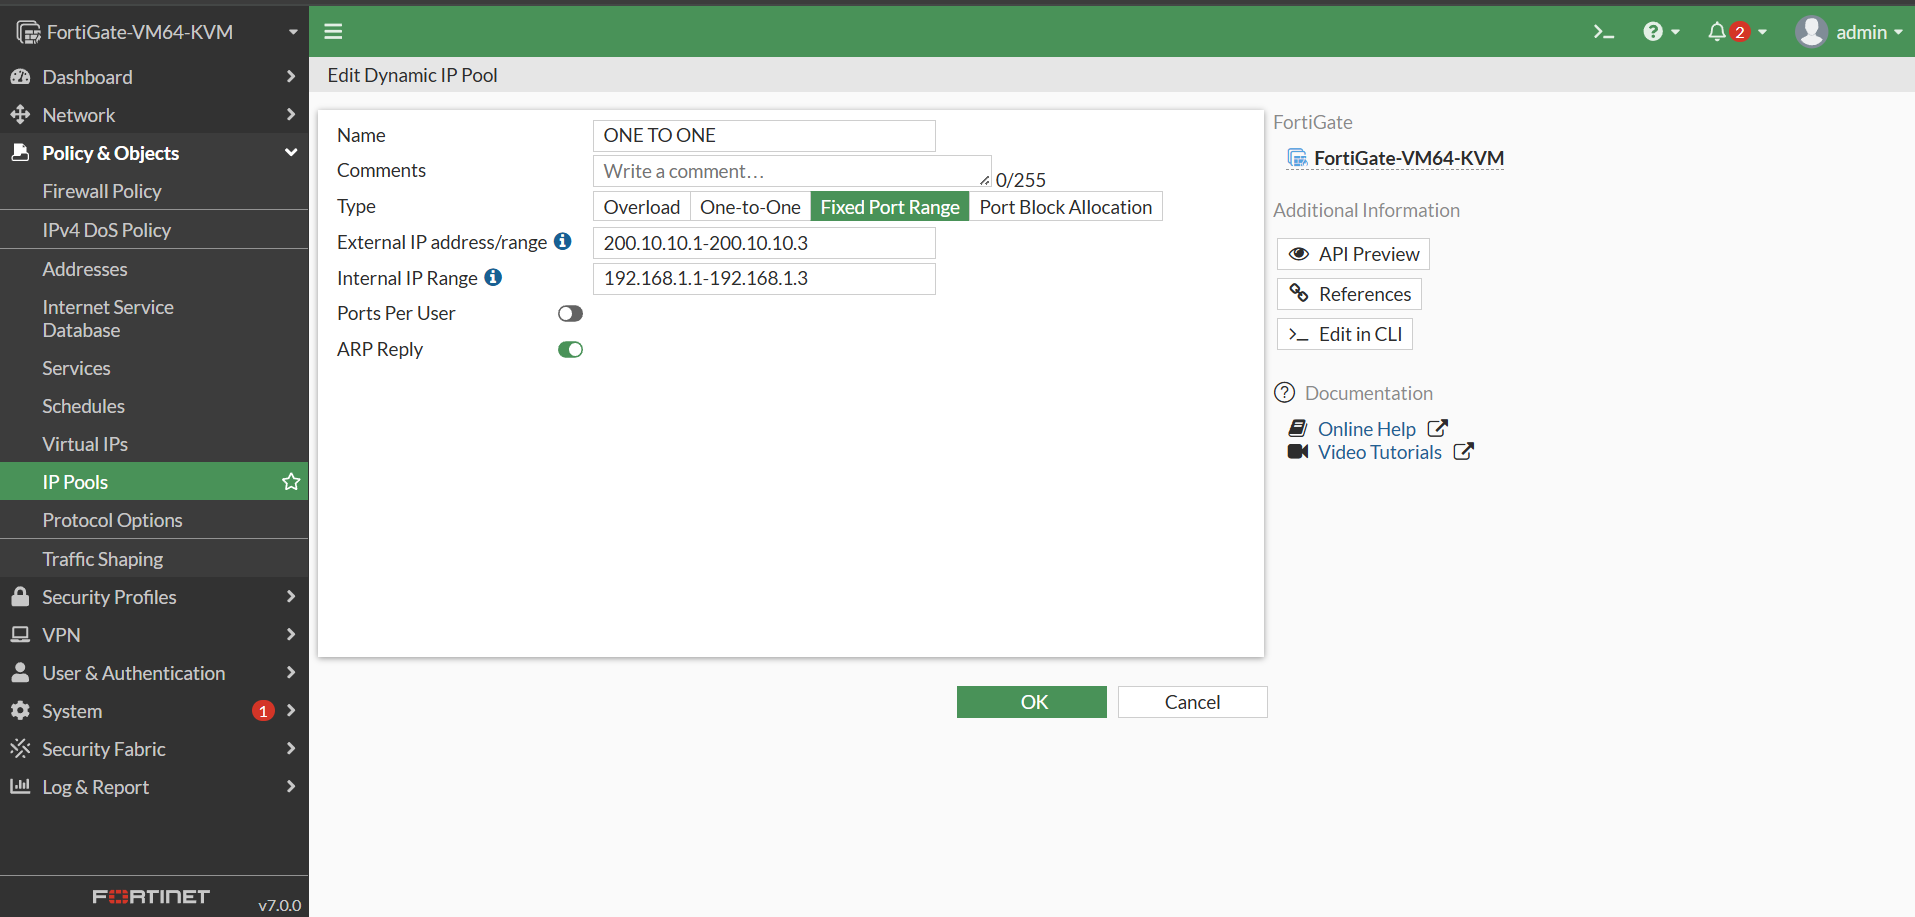 FortiGate-VM64-KVM
2
admin
Dashboard
Network
Policy & Objects
Firewall Policy
IPv4 DoS Policy
Addresses
Internet Service
Database
Services
Schedules
Virtual IPs
IP Pools
Protocol Options
Traffic Shaping
Security Profiles
VPN
User & Authentication
System 1
Security Fabric
Log & Report
FORTINET
v7.0.0
Edit Dynamic IP Pool
Name ONE TO ONE
Comments Write a comment... 0/255
Type Overload One-to-One Fixed Port Range Port Block Allocation
External IP address/range 200.10.10.1-200.10.10.3
Internal IP Range 192.168.1.1-192.168.1.3
Ports Per User
ARP Reply
OK Cancel
FortiGate
FortiGate-VM64-KVM
Additional Information
API Preview
References
Edit in CLI
Documentation
Online Help
Video Tutorials